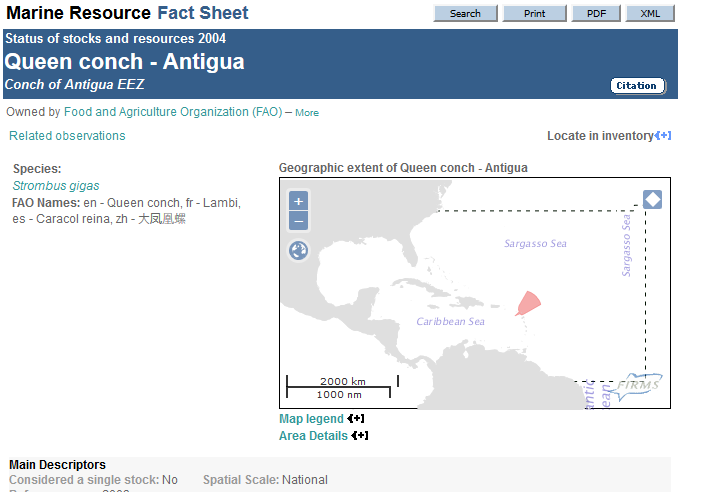 Marine Resource Fact Sheet
Search
Print
PDF
XML
Status of stocks and resources 2004
Queen conch - Antigua
Conch of Antigua EEZ
Citation
Owned by Food and Agriculture Organization (FAO) – More
Related observations
Locate in inventory[+]
Species:
Strombus gigas
FAO Names: en - Queen conch, fr - Lambi,
es - Caracol reina, zh - 大凤凰螺
Geographic extent of Queen conch - Antigua
+
−
Sargasso Sea
Sargasso Sea
Caribbean Sea
2000 km
1000 nm
FIRMS
Map legend [+]
Area Details [+]
Main Descriptors
Considered a single stock: No Spatial Scale: National